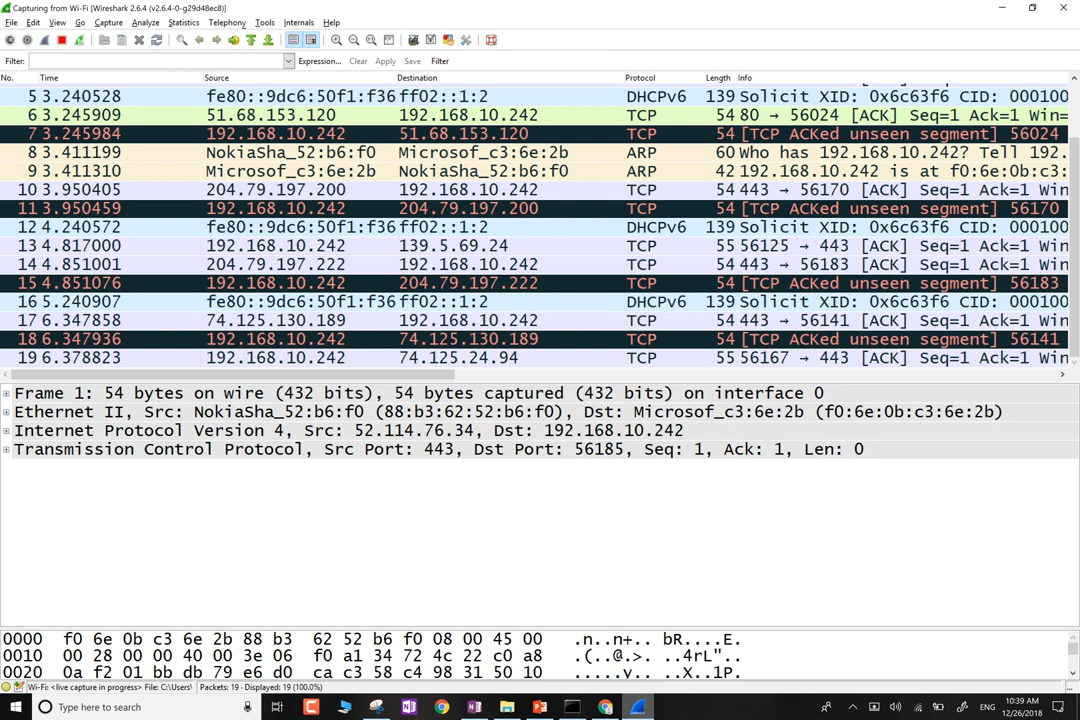 Capturing from Wi-Fi [Wireshark 2.6.4 (v2.6.4-0-g29d48ec8)]
File Edit View Go Capture Analyze Statistics Telephony Tools Internals Help
Filter: Expression... Clear Apply Save Filter
No. Time Source Destination Protocol Length Info
5 3.240528 fe80::9dc6:50f1:f36 ff02::1:2 DHCPv6 139 Solicit XID: 0x6c63f6 CID: 000100
6 3.245909 51.68.153.120 192.168.10.242 TCP 54 80 → 56024 [ACK] Seq=1 Ack=1 Win=
7 3.245984 192.168.10.242 51.68.153.120 TCP 54 [TCP ACKed unseen segment] 56024
8 3.411199 NokiaSha_52:b6:f0 Microsof_c3:6e:2b ARP 60 Who has 192.168.10.242? Tell 192.
9 3.411310 Microsof_c3:6e:2b NokiaSha_52:b6:f0 ARP 42 192.168.10.242 is at f0:6e:0b:c3:
10 3.950405 204.79.197.200 192.168.10.242 TCP 54 443 → 56170 [ACK] Seq=1 Ack=1 Win
11 3.950459 192.168.10.242 204.79.197.200 TCP 54 [TCP ACKed unseen segment] 56170
12 4.240572 fe80::9dc6:50f1:f36 ff02::1:2 DHCPv6 139 Solicit XID: 0x6c63f6 CID: 000100
13 4.817000 192.168.10.242 139.5.69.24 TCP 55 56125 → 443 [ACK] Seq=1 Ack=1 Win
14 4.851001 204.79.197.222 192.168.10.242 TCP 54 443 → 56183 [ACK] Seq=1 Ack=1 Win
15 4.851076 192.168.10.242 204.79.197.222 TCP 54 [TCP ACKed unseen segment] 56183
16 5.240907 fe80::9dc6:50f1:f36 ff02::1:2 DHCPv6 139 Solicit XID: 0x6c63f6 CID: 000100
17 6.347858 74.125.130.189 192.168.10.242 TCP 54 443 → 56141 [ACK] Seq=1 Ack=1 Win
18 6.347936 192.168.10.242 74.125.130.189 TCP 54 [TCP ACKed unseen segment] 56141
19 6.378823 192.168.10.242 74.125.24.94 TCP 55 56167 → 443 [ACK] Seq=1 Ack=1 Win
Frame 1: 54 bytes on wire (432 bits), 54 bytes captured (432 bits) on interface 0
Ethernet II, Src: NokiaSha_52:b6:f0 (88:b3:62:52:b6:f0), Dst: Microsof_c3:6e:2b (f0:6e:0b:c3:6e:2b)
Internet Protocol Version 4, Src: 52.114.76.34, Dst: 192.168.10.242
Transmission Control Protocol, Src Port: 443, Dst Port: 56185, Seq: 1, Ack: 1, Len: 0
0000 f0 6e 0b c3 6e 2b 88 b3 62 52 b6 f0 08 00 45 00 .n..n+.. bR....E.
0010 00 28 00 00 40 00 3e 06 f0 a1 34 72 4c 22 c0 a8 .(..@.>. ..4rL"..
0020 0a f2 01 bb db 79 e6 d0 ca c3 58 c4 98 31 50 10 .....y.. ..X..1P.
Wi-Fi: <live capture in progress> File: C:\Users\ Packets: 19 · Displayed: 19 (100.0%)
Type here to search
ENG
10:39 AM
12/26/2018